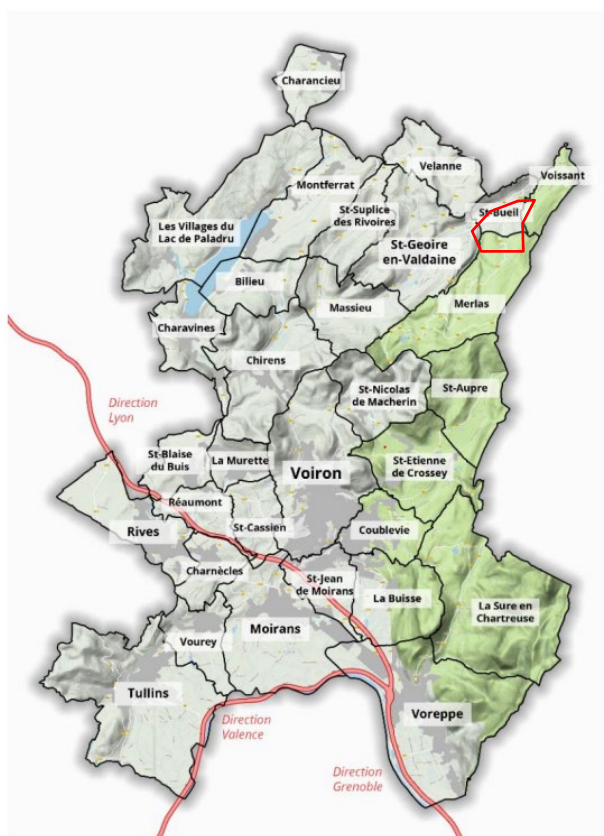 Charancieu
Velanne
Voissant
Montferrat
St-Suplice
des Rivoires
St-Bueil
Les Villages du
Lac de Paladru
St-Geoire
en-Valdaine
Bilieu
Massieu
Merlas
Charavines
Chirens
St-Nicolas
de Macherin
St-Aupre
Direction
Lyon
St-Blaise
du Buis
La Murette
Voiron
St-Etienne
de Crossey
Réaumont
Rives
St-Cassien
Coublevie
Charnècles
St-Jean
de Moirans
La Buisse
La Sure en
Chartreuse
Vourey
Moirans
Tullins
Voreppe
Direction
Valence
Direction
Grenoble